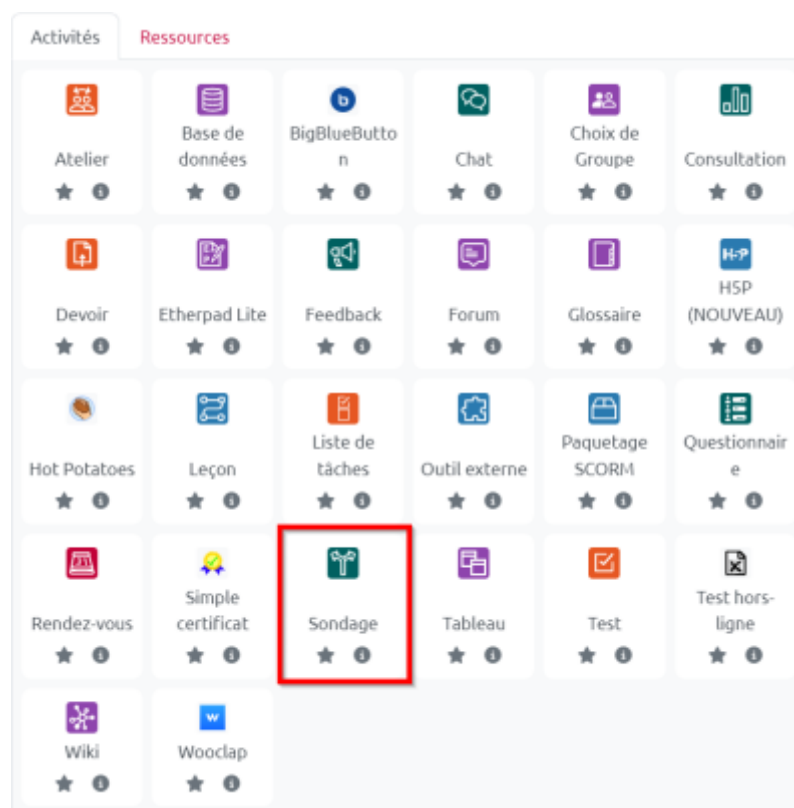 Activités Ressources
Base de BigBlueButto Choix de
Atelier données n Chat Groupe Consultation
H5P
Devoir Etherpad Lite Feedback Forum Glossaire (NOUVEAU)
Liste de Paquetage Questionnair
Hot Potatoes Leçon tâches Outil externe SCORM e
Simple Test hors-
Rendez-vous certificat Sondage Tableau Test ligne
W
Wiki Wooclap